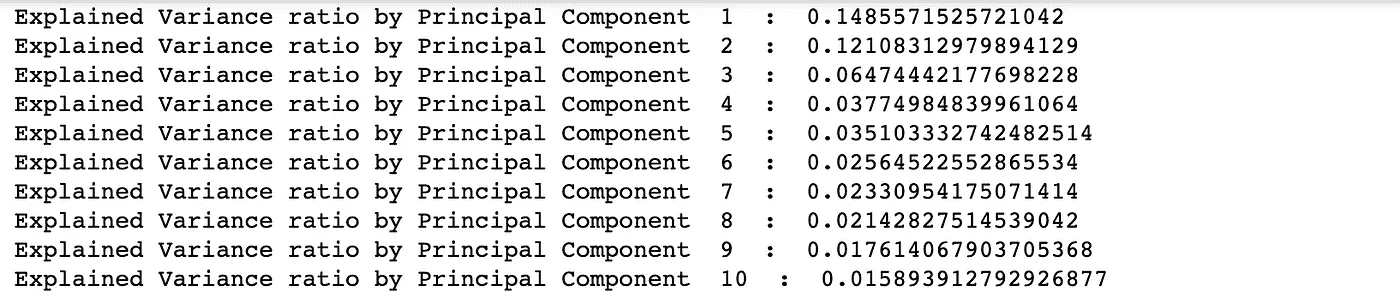 Explained Variance ratio by Principal Component  1  :  0.1485571525721042
Explained Variance ratio by Principal Component  2  :  0.12108312979894129
Explained Variance ratio by Principal Component  3  :  0.06474442177698228
Explained Variance ratio by Principal Component  4  :  0.03774984839961064
Explained Variance ratio by Principal Component  5  :  0.035103332742482514
Explained Variance ratio by Principal Component  6  :  0.02564522552865534
Explained Variance ratio by Principal Component  7  :  0.02330954175071414
Explained Variance ratio by Principal Component  8  :  0.02142827514539042
Explained Variance ratio by Principal Component  9  :  0.017614067903705368
Explained Variance ratio by Principal Component  10  :  0.015893912792926877